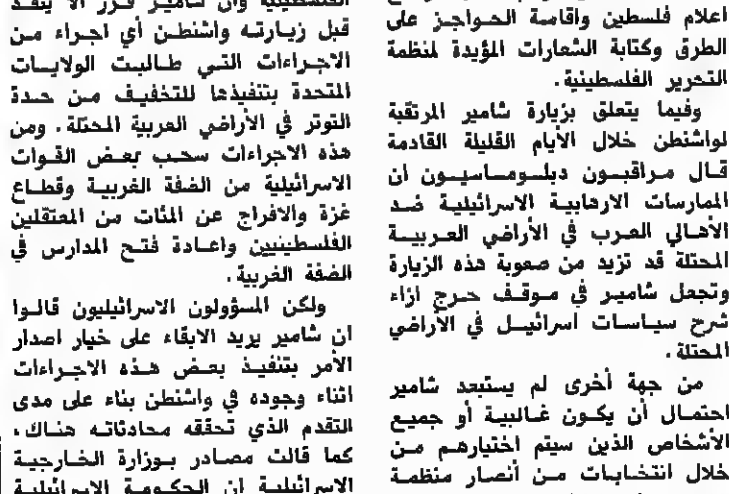 اعلام فلسطين واقامة الحواجز على
الطرق وكتابة الشعارات المؤيدة لمنظمة
التحرير الفلسطينية.
وفيما يتعلق بزيارة شامير المرتقبة
لواشنطن خلال الأيام القليلة القادمة
قال مراقبون دبلوماسيون ان
الممارسات الارهابية الاسرائيلية ضد
الأهالي العرب في الأراضي العربية
المحتلة قد تزيد من صعوبة هذه الزيارة
وتجعل شامير في موقف حرج ازاء
شرح سياسات اسرائيل في الأراضي
المحتلة.
من جهة أخرى لم يستبعد شامير
احتمال أن يكون غالبية أو جميع
الأشخاص الذين سيتم اختيارهم من
خلال انتخابات من أنصار منظمة
الفلسطينية وان شامير قرر الا ينفذ
قبل زيارته واشنطن أي اجراء من
الاجراءات التي طالبت الولايات
المتحدة بتنفيذها للتخفيف من حدة
التوتر في الأراضي العربية المحتلة. ومن
هذه الاجراءات سحب بعض القوات
الاسرائيلية من الضفة الغربية وقطاع
غزة والافراج عن المئات من المعتقلين
الفلسطينيين واعادة فتح المدارس في
الضفة الغربية.
ولكن المسؤولون الاسرائيليون قالوا
ان شامير يريد الابقاء على خيار اصدار
الأمر بتنفيذ بعض هذه الاجراءات
اثناء وجوده في واشنطن بناء على مدى
التقدم الذي تحققه محادثاته هناك،
كما قالت مصادر بوزارة الخارجية
الاسرائيلية ان الحكومة الاسرائيلية